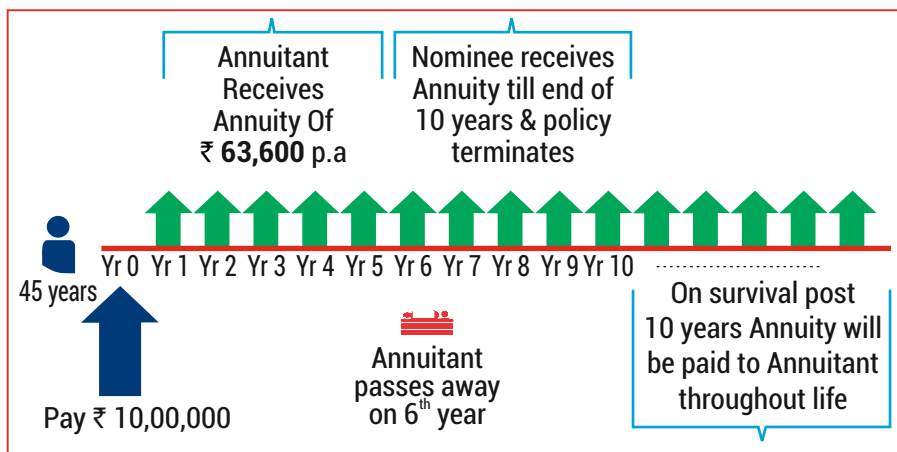 Annuitant
Receives
Annuity Of
₹ 63,600 p.a
Nominee receives
Annuity till end of
10 years & policy
terminates
Yr 0 Yr 1 Yr 2 Yr 3 Yr 4 Yr 5 Yr 6 Yr 7 Yr 8 Yr 9 Yr 10
45 years
Pay ₹ 10,00,000
Annuitant
passes away
on 6th year
On survival post
10 years Annuity will
be paid to Annuitant
throughout life